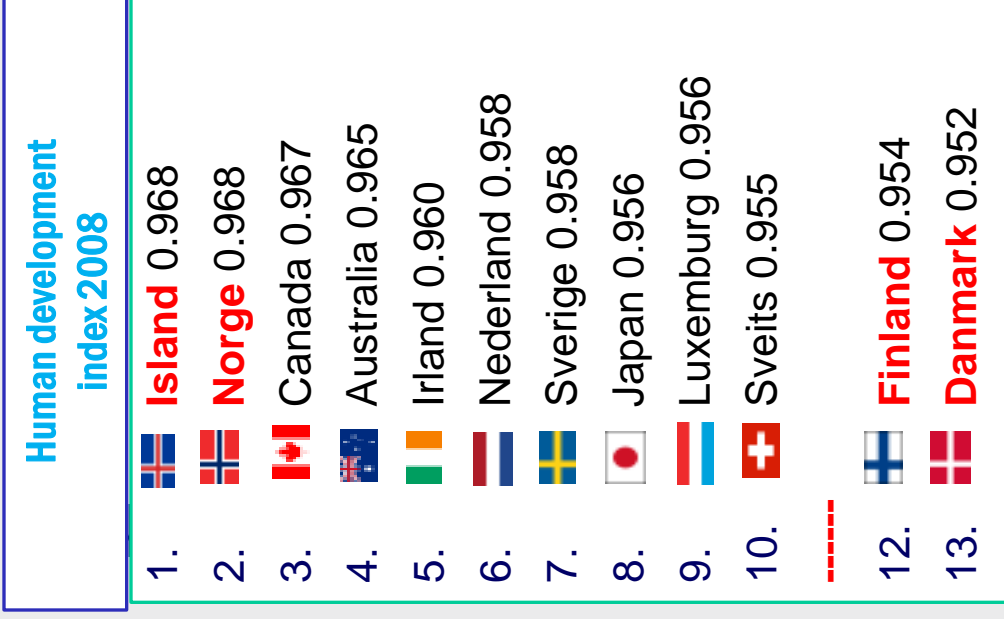 Human development
index 2008
1. Island 0.968
2. Norge 0.968
3. Canada 0.967
4. Australia 0.965
5. Irland 0.960
6. Nederland 0.958
7. Sverige 0.958
8. Japan 0.956
9. Luxemburg 0.956
10. Sveits 0.955
------
12. Finland 0.954
13. Danmark 0.952